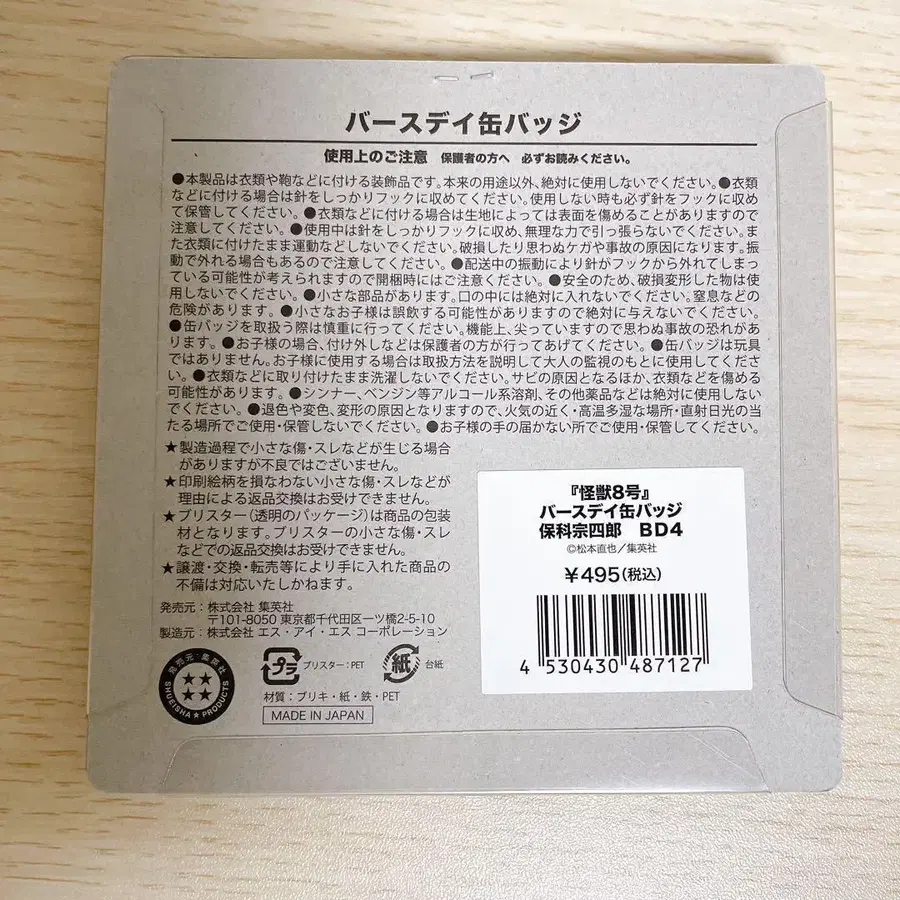 バースデイ缶バッジ
使用上のご注意 保護者の方へ 必ずお読みください。
●本製品は衣類や鞄などに付ける装飾品です。本来の用途以外、絶対に使用しないでください。●衣類
などに付ける場合は針をしっかりフックに収めてください。使用しない時も必ず針をフックに収め
て保管してください。●衣類などに付ける場合は生地によっては表面を傷めることがありますので
注意してください。●使用中は針をしっかりフックに収め、無理な力で引っ張らないでください。ま
た衣類に付けたまま運動などしないでください。破損したり思わぬケガや事故の原因になります。振
動で外れる場合もあるので注意してください。●配送中の振動により針がフックから外れてしまっ
ている可能性が考えられますので開梱時にはご注意ください。●安全のため、破損変形した物は使
用しないでください。●小さな部品があります。口の中には絶対に入れないでください。窒息などの
危険があります。●小さなお子様は誤飲する可能性がありますので絶対に与えないでください。
●缶バッジを取扱う際は慎重に行ってください。機能上、尖っていますので思わぬ事故の恐れがあ
ります。●お子様の場合、付け外しなどは保護者の方が行ってあげてください。●缶バッジは玩具
ではありません。お子様に使用する場合は取扱方法を説明して大人の監視のもとに使用してくださ
い。●衣類などに取り付けたまま洗濯しないでください。サビの原因となるほか、衣類などを傷める
可能性があります。●シンナー、ベンジン等アルコール系溶剤、その他薬品などは絶対に使用しない
でください。●退色や変色、変形の原因となりますので、火気の近く・高温多湿な場所・直射日光の当
たる場所でご使用・保管しないでください。●お子様の手の届かない所でご使用・保管してください。
★製造過程で小さな傷・スレなどが生じる場合
がありますが不良ではございません。
★印刷絵柄を損なわない小さな傷・スレなどが
理由による返品交換はお受けできません。
★ブリスター(透明のパッケージ)は商品の包装
材となります。ブリスターの小さな傷・スレ
などでの返品交換はお受けできません。
★譲渡・交換・転売等により手に入れた商品の
不備は対応いたしかねます。
発売元：株式会社 集英社
〒101-8050 東京都千代田区一ツ橋2-5-10
製造元：株式会社 エス・アイ・エス コーポレーション
発売元：集英社
SHUEISHA★PRODUCTS
プラ
ブリスター：PET
紙
台紙
材質：ブリキ・紙・鉄・PET
MADE IN JAPAN
『怪獣8号』
バースデイ缶バッジ
保科宗四郎 BD4
©松本直也／集英社
¥495(税込)
4 530430 487127